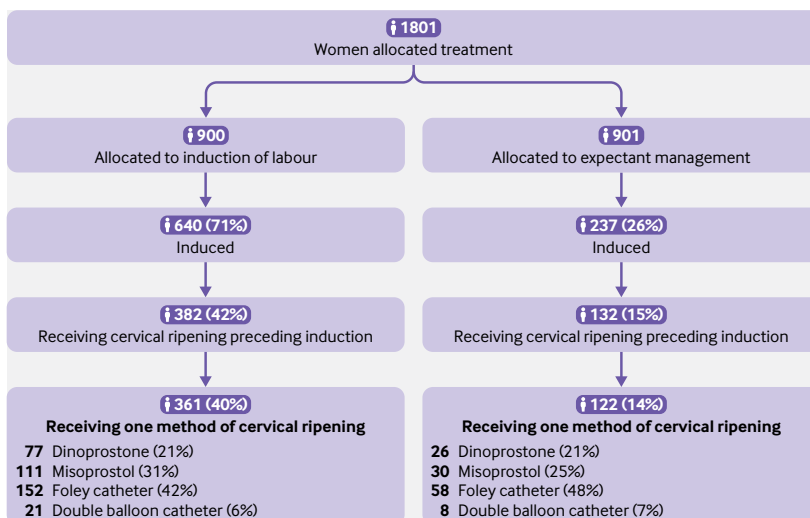 1801
Women allocated treatment
900
Allocated to induction of labour
901
Allocated to expectant management
640 (71%)
Induced
237 (26%)
Induced
382 (42%)
Receiving cervical ripening preceding induction
132 (15%)
Receiving cervical ripening preceding induction
361 (40%)
Receiving one method of cervical ripening
77 Dinoprostone (21%)
111 Misoprostol (31%)
152 Foley catheter (42%)
21 Double balloon catheter (6%)
122 (14%)
Receiving one method of cervical ripening
26 Dinoprostone (21%)
30 Misoprostol (25%)
58 Foley catheter (48%)
8 Double balloon catheter (7%)